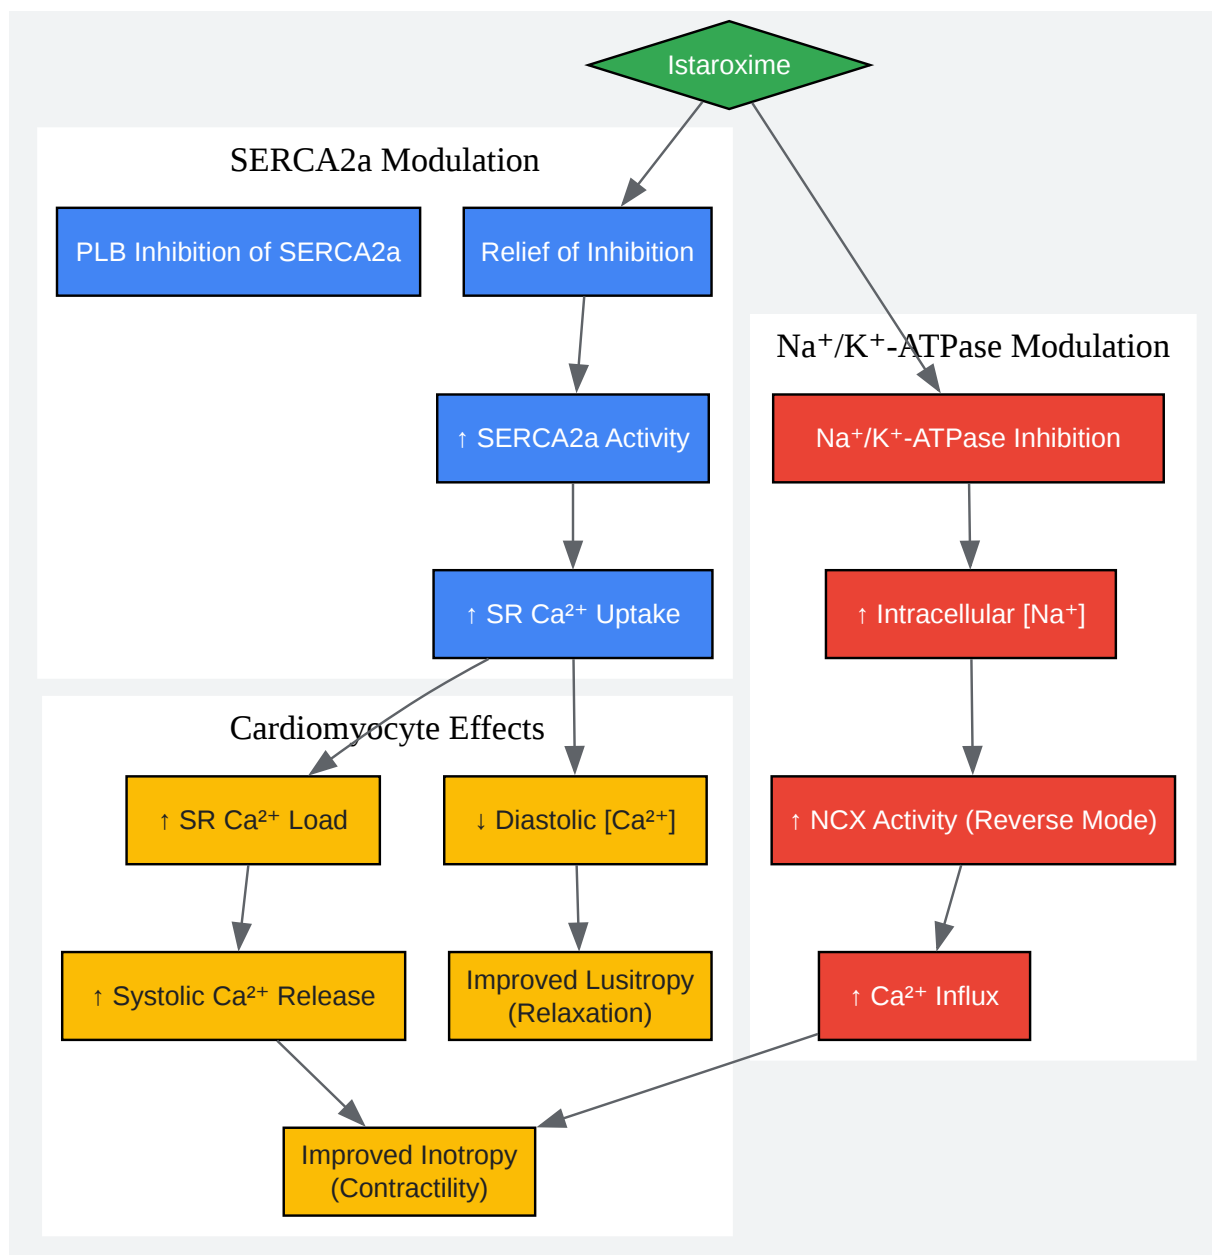 Istaroxime
SERCA2a Modulation
PLB Inhibition of SERCA2a
Relief of Inhibition
↑ SERCA2a Activity
↑ SR Ca²⁺ Uptake
Na⁺/K⁺-ATPase Modulation
Na⁺/K⁺-ATPase Inhibition
↑ Intracellular [Na⁺]
↑ NCX Activity (Reverse Mode)
↑ Ca²⁺ Influx
Cardiomyocyte Effects
↑ SR Ca²⁺ Load
↓ Diastolic [Ca²⁺]
↑ Systolic Ca²⁺ Release
Improved Lusitropy
(Relaxation)
Improved Inotropy
(Contractility)